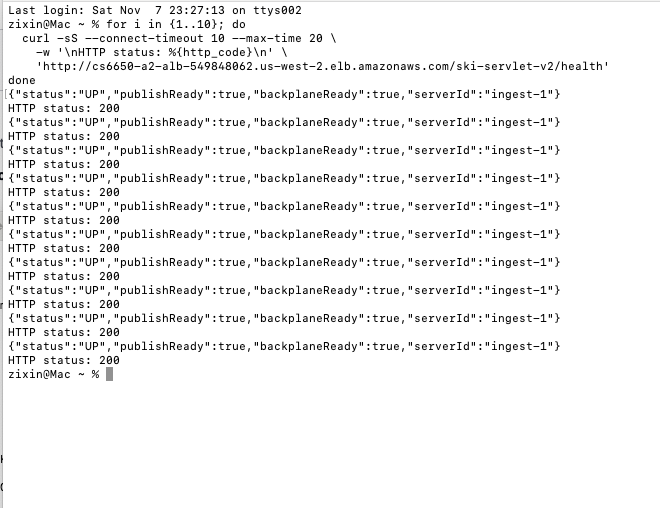 Last login: Sat Nov  7 23:27:13 on ttys002
zixin@Mac ~ % for i in {1..10}; do
  curl -sS --connect-timeout 10 --max-time 20 \
    -w '\nHTTP status: %{http_code}\n' \
    'http://cs6650-a2-alb-549848062.us-west-2.elb.amazonaws.com/ski-servlet-v2/health'
done
{"status":"UP","publishReady":true,"backplaneReady":true,"serverId":"ingest-1"}
HTTP status: 200
{"status":"UP","publishReady":true,"backplaneReady":true,"serverId":"ingest-1"}
HTTP status: 200
{"status":"UP","publishReady":true,"backplaneReady":true,"serverId":"ingest-1"}
HTTP status: 200
{"status":"UP","publishReady":true,"backplaneReady":true,"serverId":"ingest-1"}
HTTP status: 200
{"status":"UP","publishReady":true,"backplaneReady":true,"serverId":"ingest-1"}
HTTP status: 200
{"status":"UP","publishReady":true,"backplaneReady":true,"serverId":"ingest-1"}
HTTP status: 200
{"status":"UP","publishReady":true,"backplaneReady":true,"serverId":"ingest-1"}
HTTP status: 200
{"status":"UP","publishReady":true,"backplaneReady":true,"serverId":"ingest-1"}
HTTP status: 200
{"status":"UP","publishReady":true,"backplaneReady":true,"serverId":"ingest-1"}
HTTP status: 200
{"status":"UP","publishReady":true,"backplaneReady":true,"serverId":"ingest-1"}
HTTP status: 200
zixin@Mac ~ %